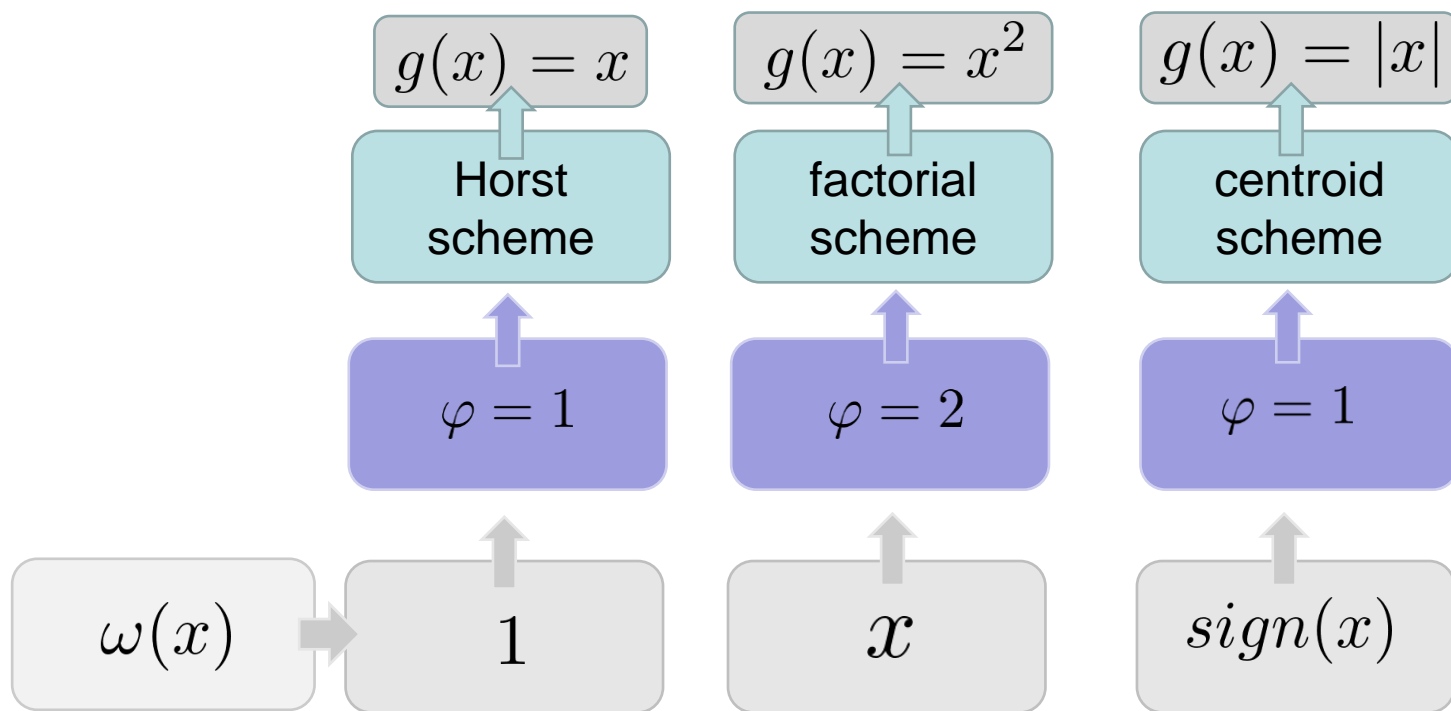 g(x) = x
g(x) = x²
g(x) = |x|
Horst
scheme
factorial
scheme
centroid
scheme
φ = 1
φ = 2
φ = 1
ω(x)
1
x
sign(x)